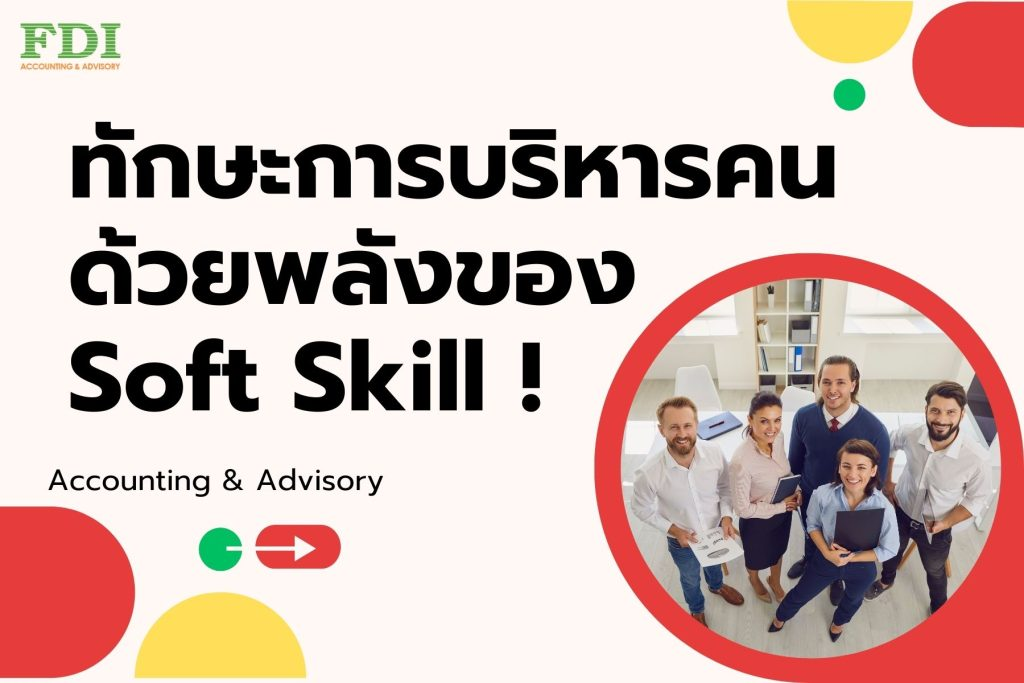 FDI
ACCOUNTING & ADVISORY
ทักษะการบริหารคน
ด้วยพลังของ
Soft Skill !
Accounting & Advisory